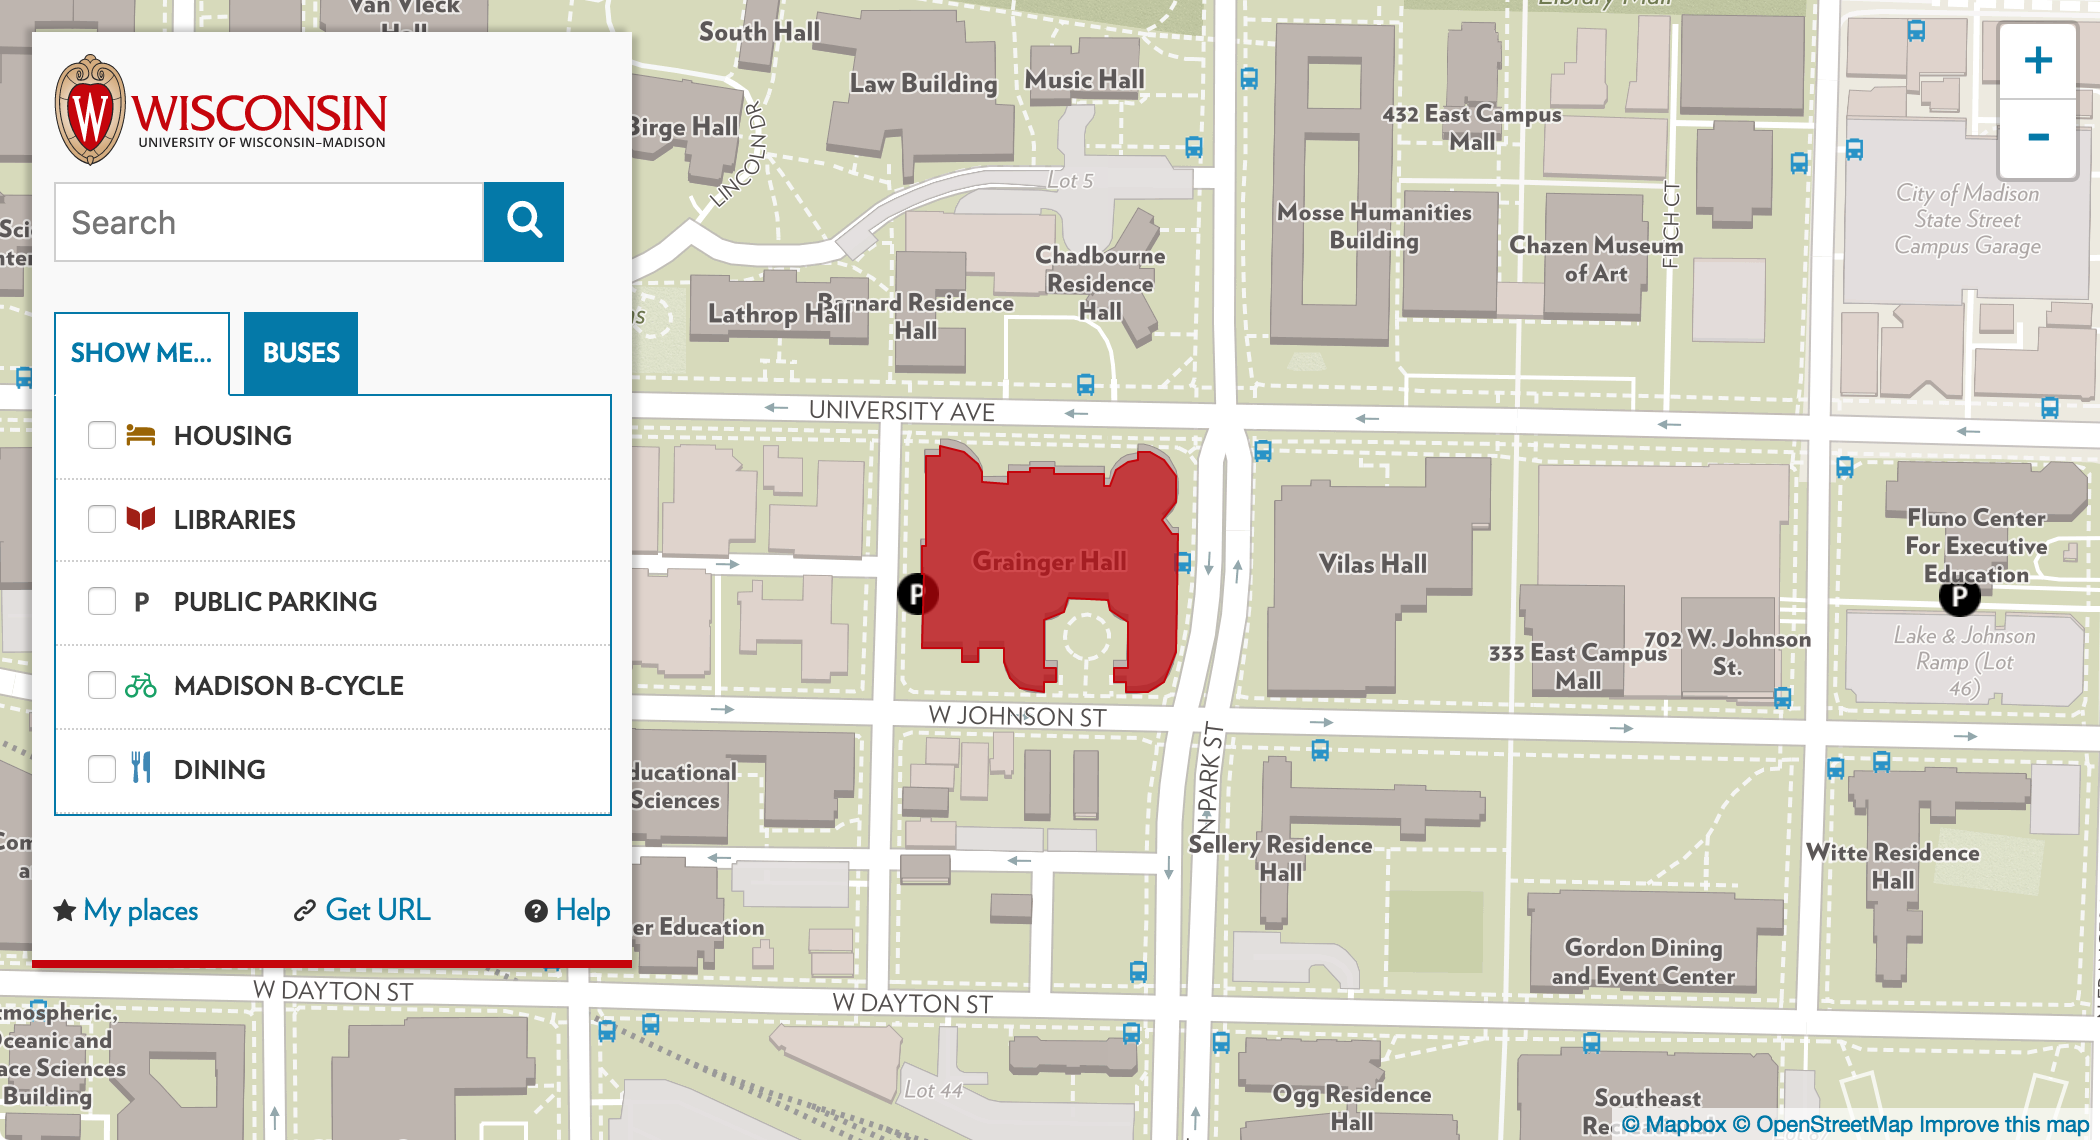 WISCONSIN
UNIVERSITY OF WISCONSIN–MADISON
Search
SHOW ME...
BUSES
HOUSING
LIBRARIES
P PUBLIC PARKING
MADISON B-CYCLE
DINING
My places
Get URL
? Help
Van Vleck
Hall
South Hall
Law Building
Music Hall
Birge Hall
LINCOLN DR
Lot 5
Library Mall
432 East Campus
Mall
Mosse Humanities
Building
Chazen Museum
of Art
FITCH CT
City of Madison
State Street
Campus Garage
+
-
Chadbourne
Residence
Hall
Lathrop Hall
Barnard Residence
Hall
UNIVERSITY AVE
Grainger Hall
P
Vilas Hall
Fluno Center
For Executive
Education
P
Lake & Johnson
Ramp (Lot
46)
333 East Campus
Mall
702 W. Johnson
St.
W JOHNSON ST
N PARK ST
ducational
Sciences
Sellery Residence
Hall
Witte Residence
Hall
er Education
Gordon Dining
and Event Center
W DAYTON ST
W DAYTON ST
tmospheric,
Oceanic and
ace Sciences
Building
Lot 44
Ogg Residence
Hall
Southeast
© Mapbox © OpenStreetMap Improve this map